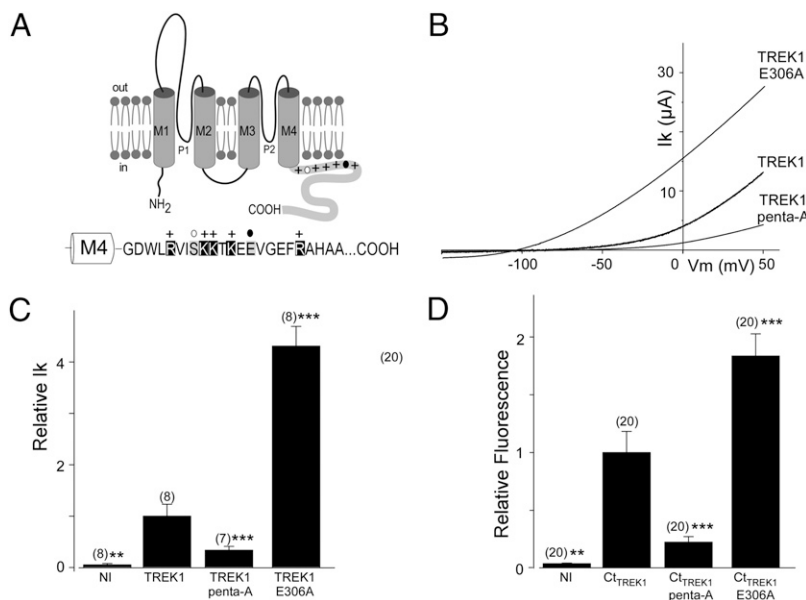 A
out
in
M1
M2
M3
M4
P1
P2
NH2
COOH
+ + + + + +
M4 -GDWLRVISKKTKEEVGEFRAHAA...COOH
B
TREK1
E306A
TREK1
TREK1
penta-A
Ik (µA)
30
10
-100
-50
0
50
Vm (mV)
C
Relative Ik
4
2
0
(8)**
(8)
(7)***
(8)***
(20)
NI
TREK1
TREK1
penta-A
TREK1
E306A
D
Relative Fluorescence
2
1
0
(20)**
(20)
(20)***
(20)***
NI
CtTREK1
CtTREK1
penta-A
CtTREK1
E306A